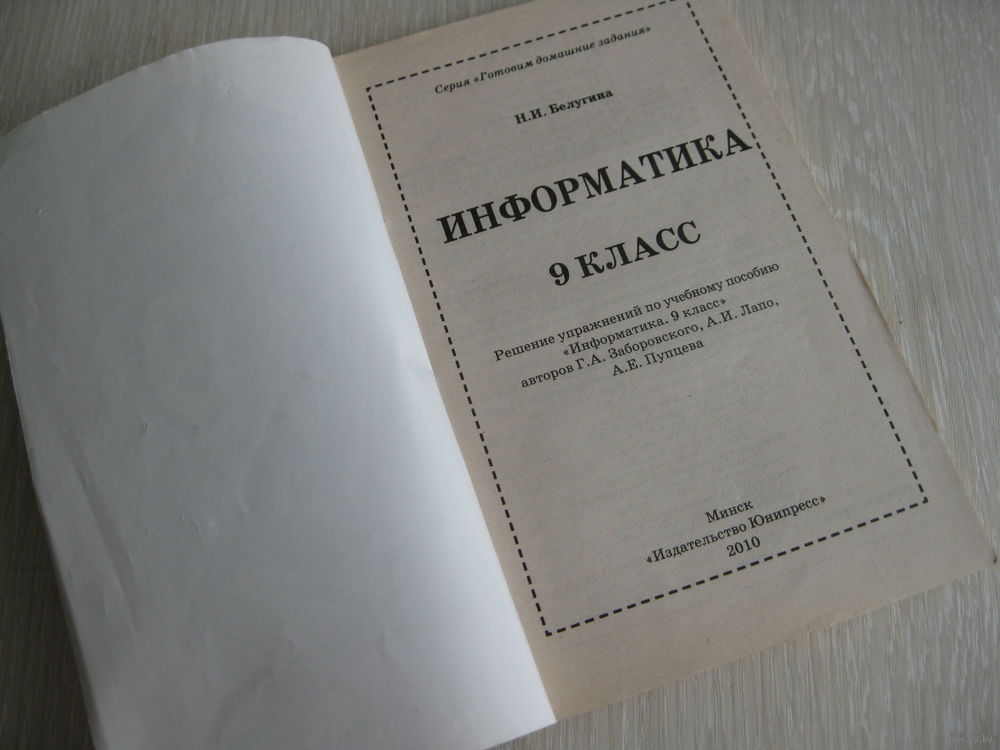 Серия «Готовим домашние задания»
Н.И. Белугина
ИНФОРМАТИКА
9 КЛАСС
Решение упражнений по учебному пособию
«Информатика. 9 класс»
авторов Г.А. Заборовского, А.И. Лапо,
А.Е. Пупцева
Минск
«Издательство Юнипресс»
2010